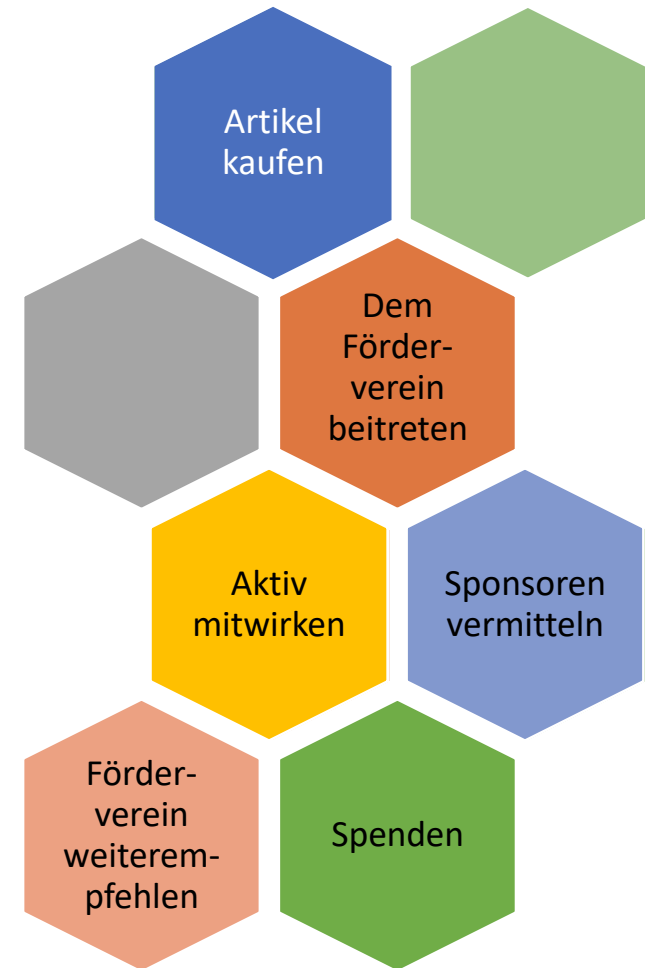 Artikel
kaufen
Dem
Förder-
verein
beitreten
Aktiv
mitwirken
Sponsoren
vermitteln
Förder-
verein
weiterem-
pfehlen
Spenden